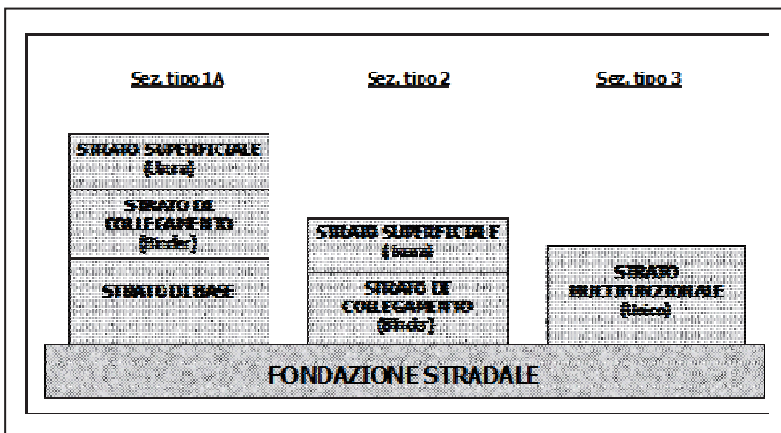 Sez. tipo 1A
Sez. tipo 2
Sez. tipo 3
STRATO SUPERFICIALE
(Usura)
STRATO DI
COLLEGAMENTO
(Binder)
STRATO DI BASE
STRATO SUPERFICIALE
(Usura)
STRATO DI
COLLEGAMENTO
(Binder)
STRATO
MULTIFUNZIONALE
(Unico)
FONDAZIONE STRADALE